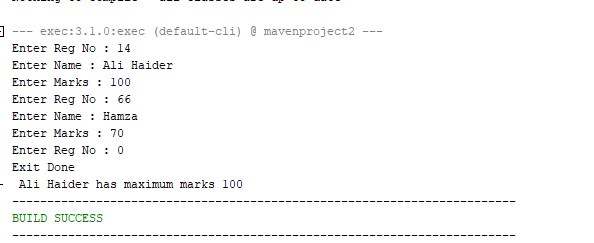 --- exec:3.1.0:exec (default-cli) @ mavenproject2 ---
Enter Reg No : 14
Enter Name : Ali Haider
Enter Marks : 100
Enter Reg No : 66
Enter Name : Hamza
Enter Marks : 70
Enter Reg No : 0
Exit Done
Ali Haider has maximum marks 100
------------------------------------------------------------------------
BUILD SUCCESS
------------------------------------------------------------------------